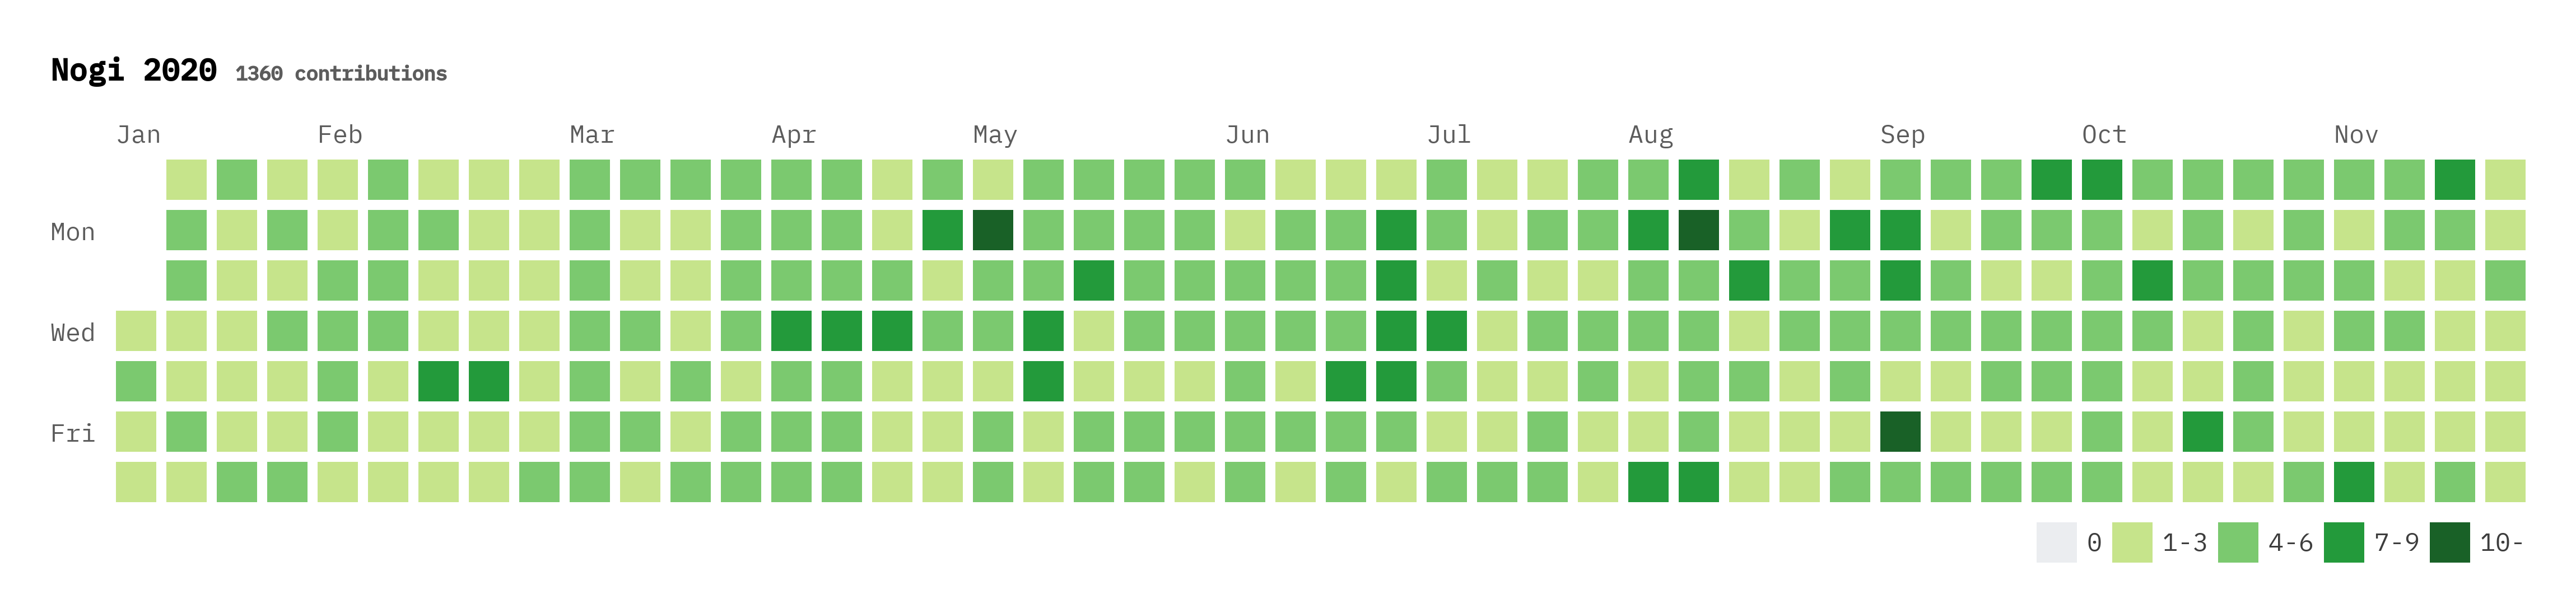 Nogi 2020 1360 contributions
Jan Feb Mar Apr May Jun Jul Aug Sep Oct Nov
Mon
Wed
Fri
0 1-3 4-6 7-9 10-